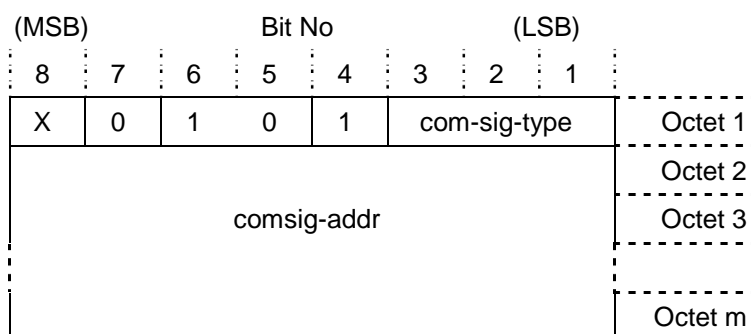 (MSB) Bit No (LSB)
8 7 6 5 4 3 2 1
X 0 1 0 1 com-sig-type Octet 1
Octet 2
comsig-addr Octet 3
Octet m